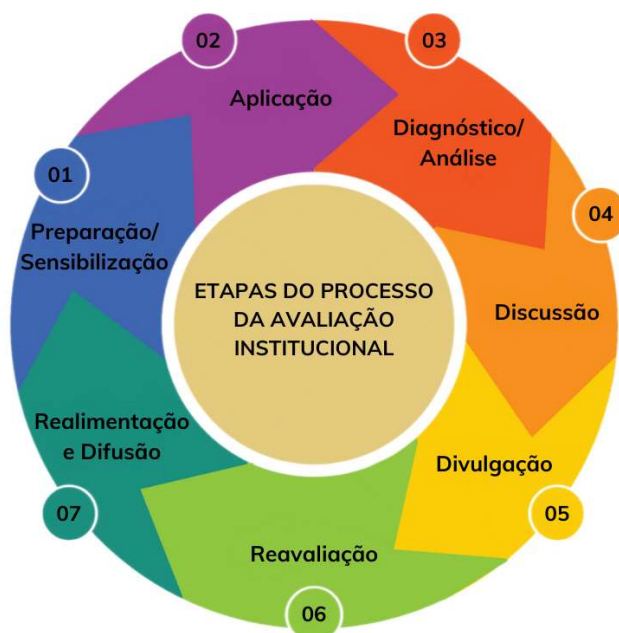 ETAPAS DO PROCESSO
DA AVALIAÇÃO
INSTITUCIONAL
01
Preparação/
Sensibilização
02
Aplicação
03
Diagnóstico/
Análise
04
Discussão
Divulgação
05
Reavaliação
06
Realimentação
e Difusão
07